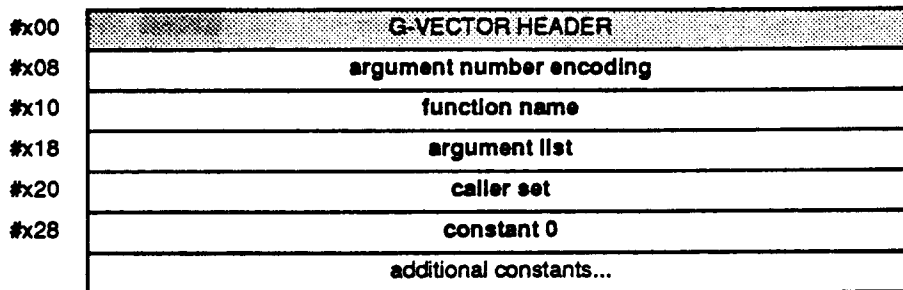 #x00 G-VECTOR HEADER
#x08 argument number encoding
#x10 function name
#x18 argument list
#x20 caller set
#x28 constant 0
additional constants...